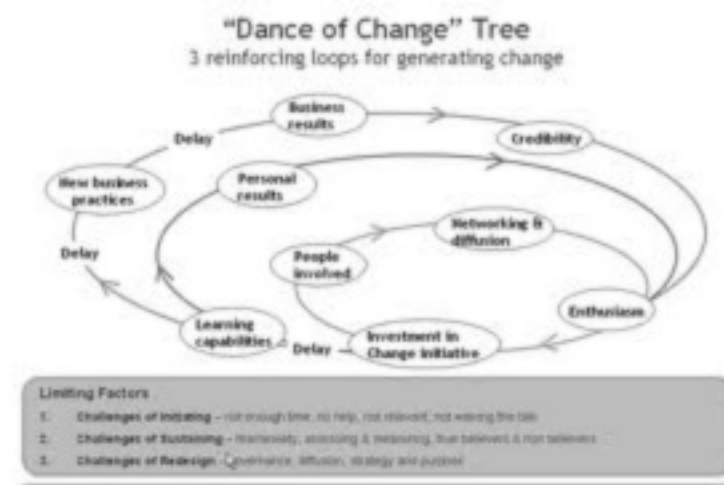 “Dance of Change” Tree
3 reinforcing loops for generating change
Business
results
Delay
Credibility
New business
practices
Personal
results
Networking &
diffusion
Delay
People
involved
Enthusiasm
Learning
capabilities
Delay
Investment in
Change initiative
Limiting Factors
1. Challenges of Initiating – not enough time, no help, not relevant, not walking the talk
2. Challenges of Sustaining – fear/anxiety, assessing & measuring, true believers & non believers
3. Challenges of Redesign – governance, diffusion, strategy and purpose